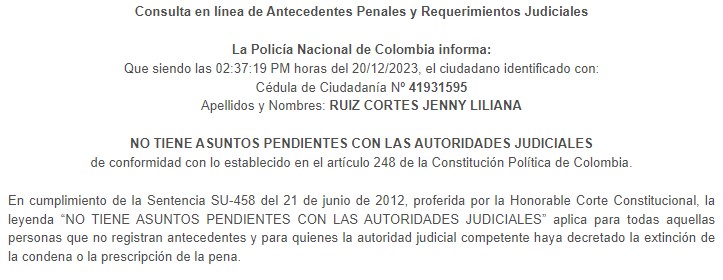 Consulta en línea de Antecedentes Penales y Requerimientos Judiciales
La Policía Nacional de Colombia informa:
Que siendo las 02:37:19 PM horas del 20/12/2023, el ciudadano identificado con:
Cédula de Ciudadanía Nº 41931595
Apellidos y Nombres: RUIZ CORTES JENNY LILIANA
NO TIENE ASUNTOS PENDIENTES CON LAS AUTORIDADES JUDICIALES
de conformidad con lo establecido en el artículo 248 de la Constitución Política de Colombia.
En cumplimiento de la Sentencia SU-458 del 21 de junio de 2012, proferida por la Honorable Corte Constitucional, la
leyenda “NO TIENE ASUNTOS PENDIENTES CON LAS AUTORIDADES JUDICIALES” aplica para todas aquellas
personas que no registran antecedentes y para quienes la autoridad judicial competente haya decretado la extinción de
la condena o la prescripción de la pena.